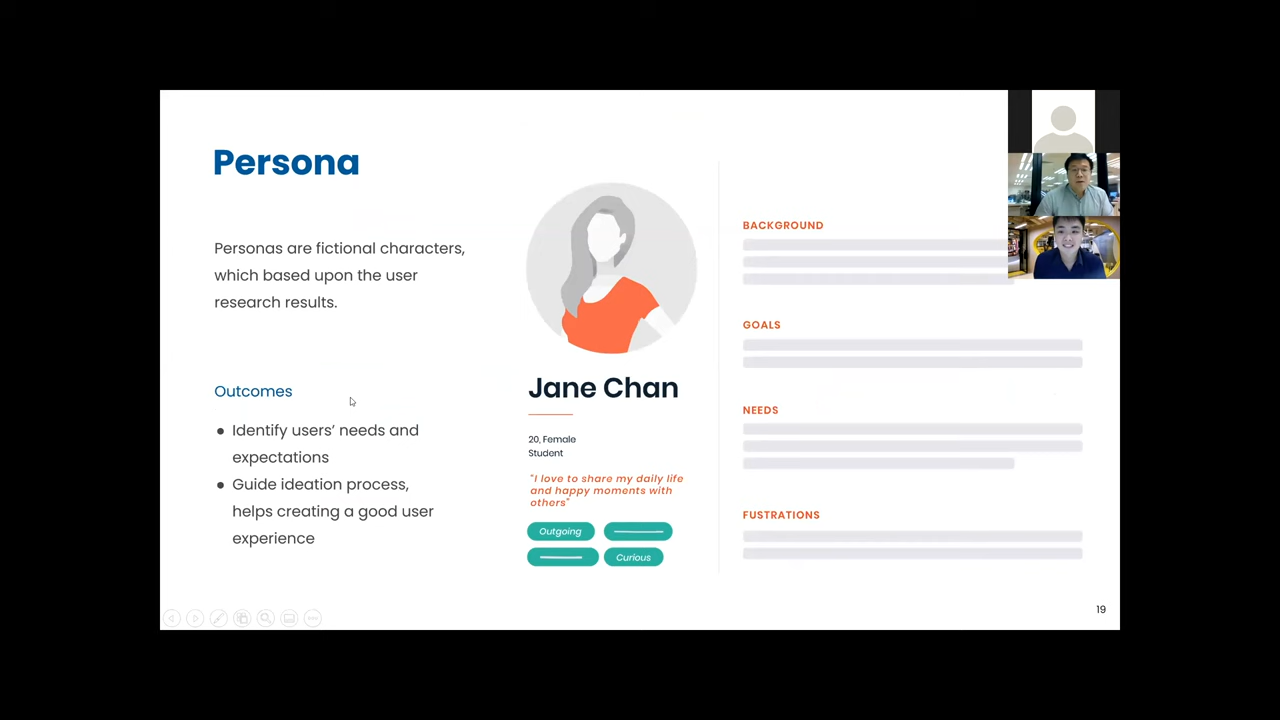 Persona
Personas are fictional characters,
which based upon the user
research results.
Outcomes
● Identify users’ needs and
expectations
● Guide ideation process,
helps creating a good user
experience
Jane Chan
20, Female
Student
"I love to share my daily life
and happy moments with
others"
Outgoing
Curious
BACKGROUND
GOALS
NEEDS
FUSTRATIONS
19